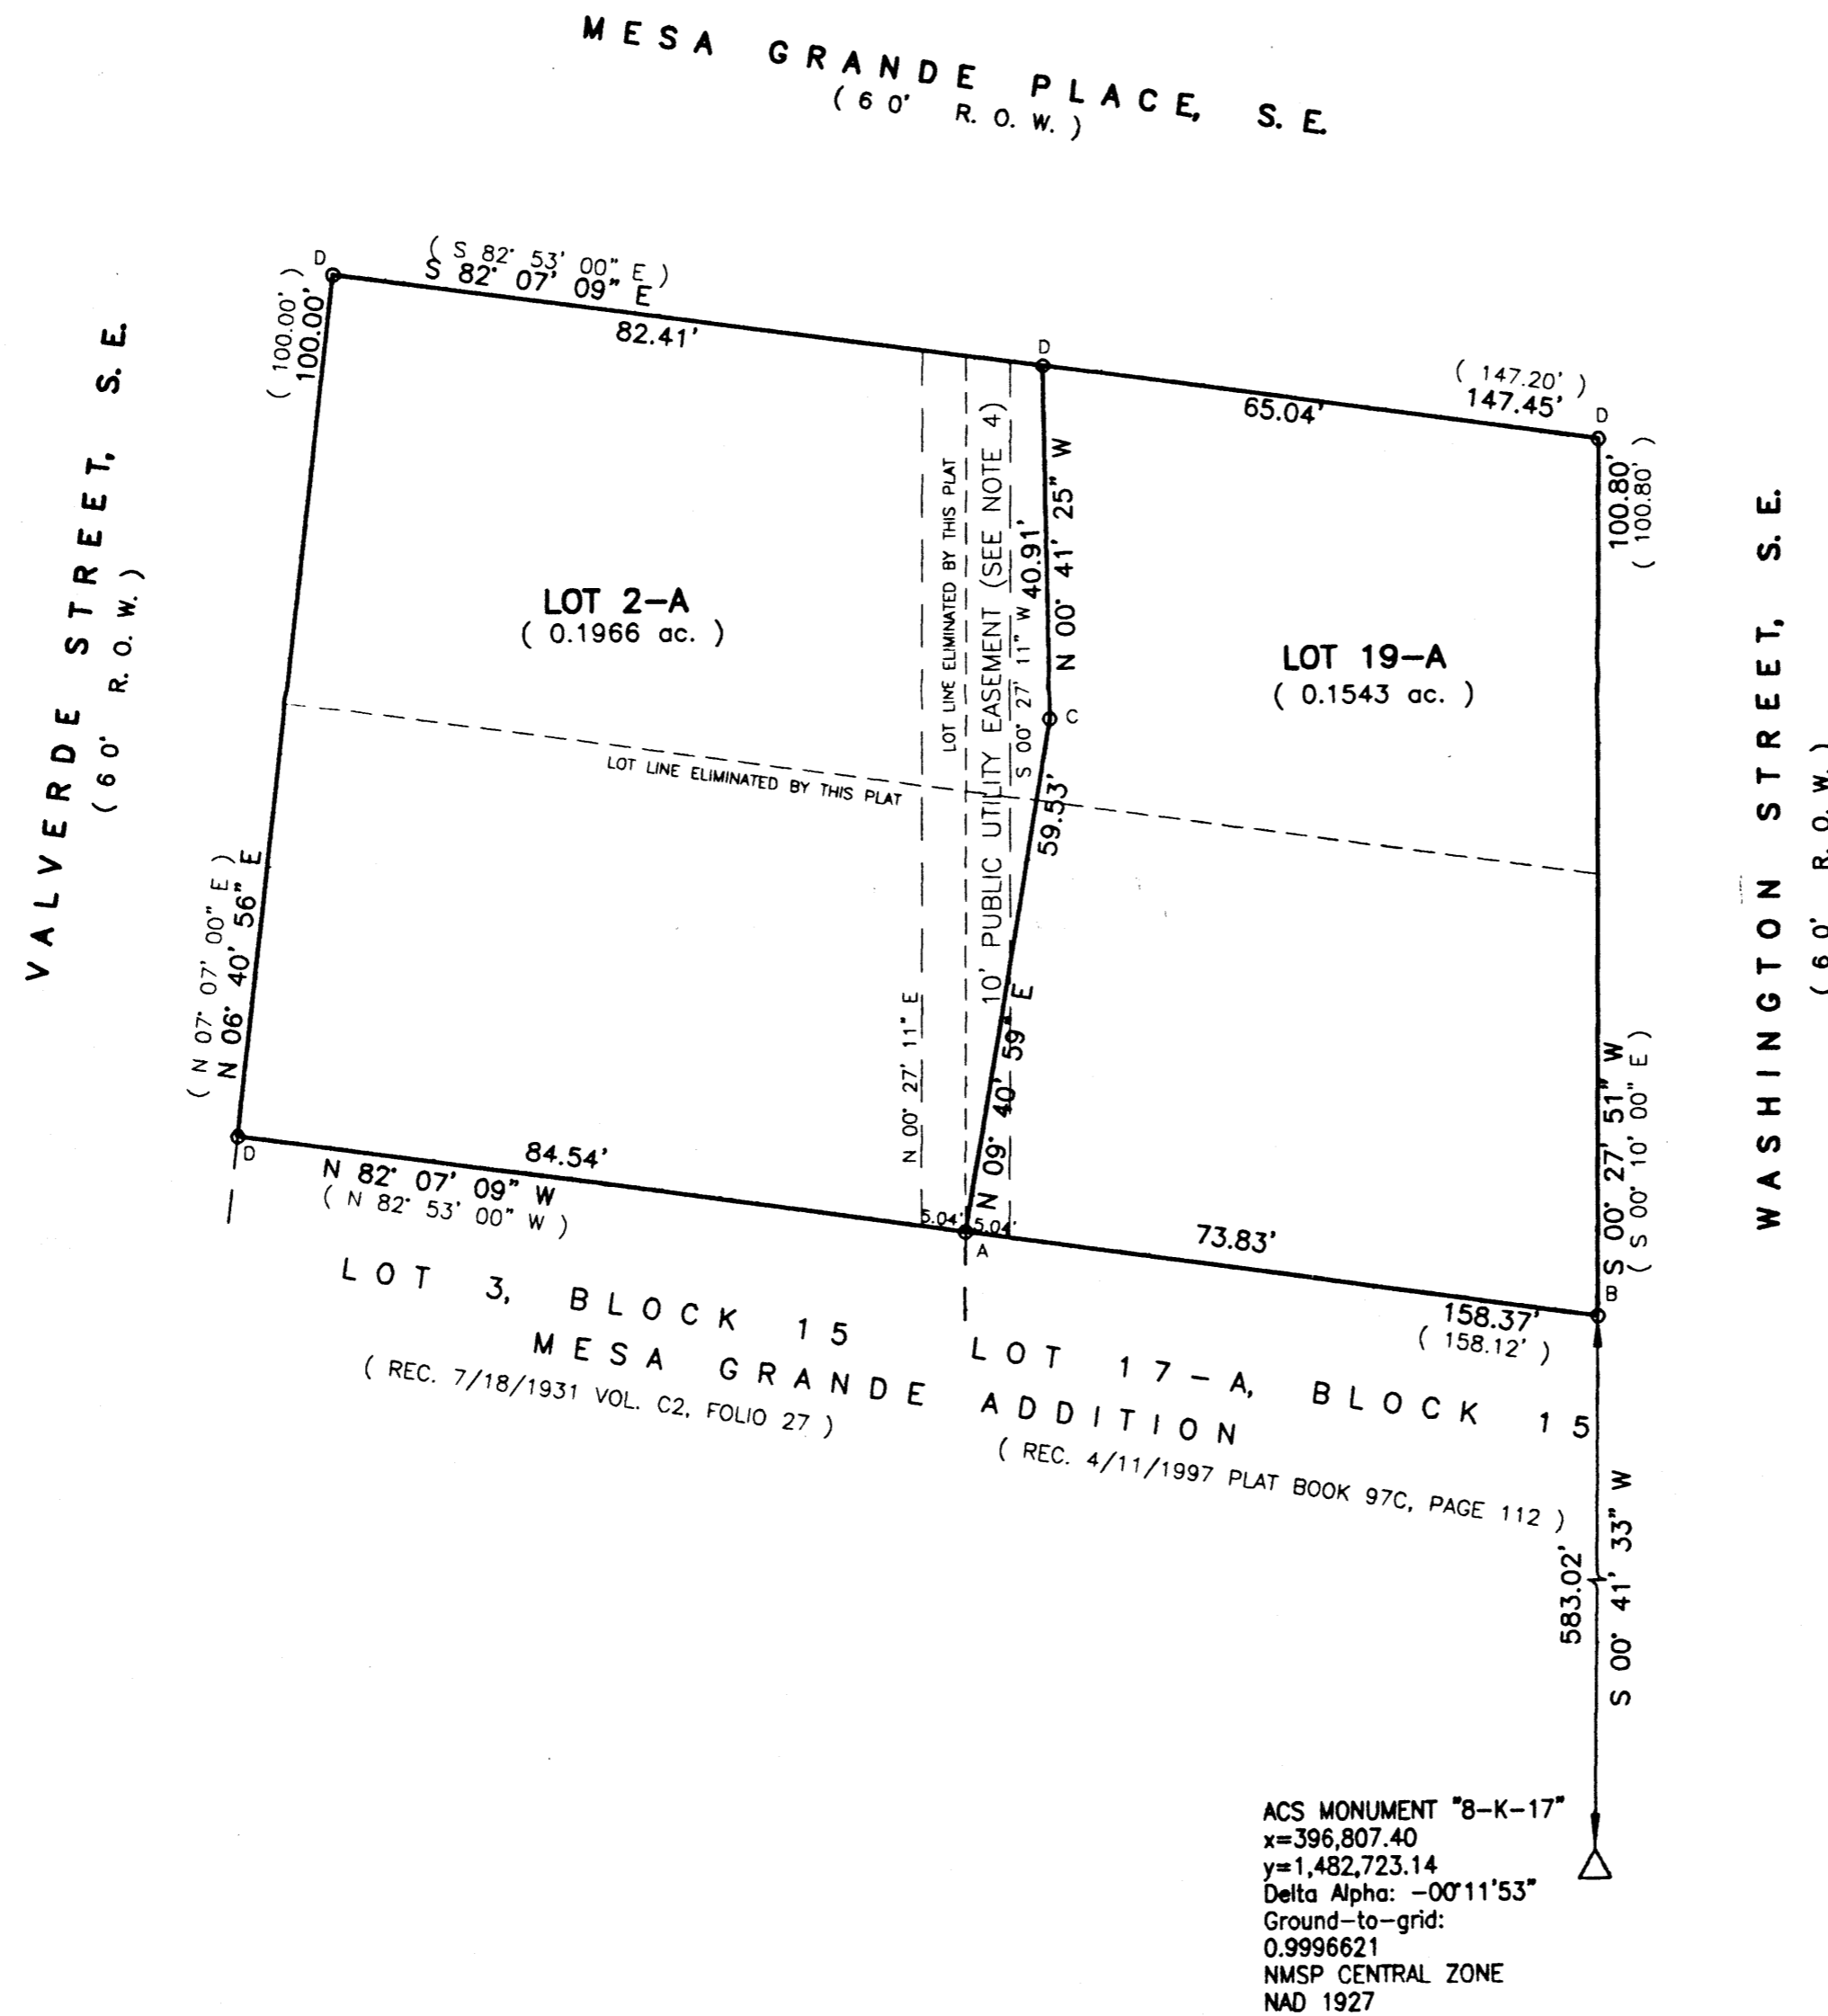 MESA GRANDE PLACE, S.E.
( 60' R.O.W. )
D
( S 82° 53' 00" E )
S 82° 07' 09" E
82.41'
D
65.04'
( 147.20' )
147.45'
D
( 100.00' )
100.00'
VALVERDE STREET, S.E.
( 60' R.O.W. )
( N 07° 07' 00" E )
N 06° 40' 56" E
LOT 2-A
( 0.1966 ac. )
LOT LINE ELIMINATED BY THIS PLAT
LOT LINE ELIMINATED BY THIS PLAT
10' PUBLIC UTILITY EASEMENT (SEE NOTE 4)
S 00° 27' 11" W
40.91'
N 00° 41' 25" W
C
59.53'
N 09° 40' 59" E
N 00° 27' 11" E
LOT 19-A
( 0.1543 ac. )
100.80'
( 100.80' )
WASHINGTON STREET, S.E.
( 60' R.O.W. )
S 00° 27' 51" W
( S 00° 10' 00" E )
D
84.54'
N 82° 07' 09" W
( N 82° 53' 00" W )
5.04'
5.04'
A
73.83'
B
158.37'
( 158.12' )
LOT 3, BLOCK 15
LOT 17-A, BLOCK 15
MESA GRANDE ADDITION
( REC. 7/18/1931 VOL. C2, FOLIO 27 )
( REC. 4/11/1997 PLAT BOOK 97C, PAGE 112 )
583.02'
S 00° 41' 33" W
ACS MONUMENT "8-K-17"
x=396,807.40
y=1,482,723.14
Delta Alpha: -00°11'53"
Ground-to-grid:
0.9996621
NMSP CENTRAL ZONE
NAD 1927